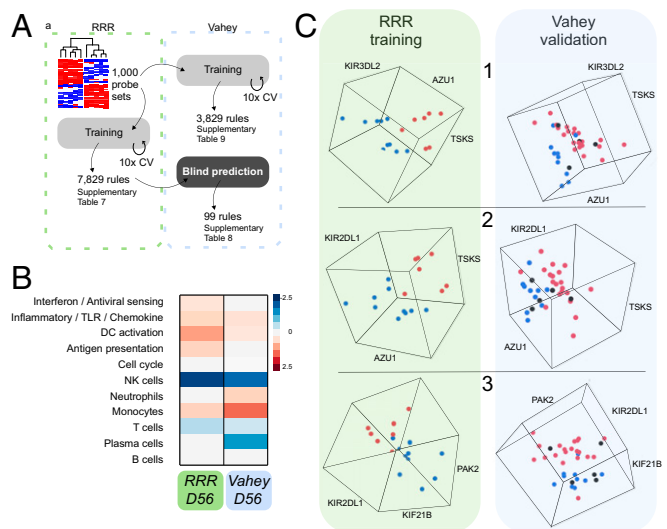 A
a
RRR
Vahey
1,000
probe
sets
Training
10x CV
7,829 rules
Supplementary
Table 7
Training
10x CV
3,829 rules
Supplementary
Table 9
Blind prediction
99 rules
Supplementary
Table 8
B
Interferon / Antiviral sensing
Inflammatory / TLR / Chemokine
DC activation
Antigen presentation
Cell cycle
NK cells
Neutrophils
Monocytes
T cells
Plasma cells
B cells
2.5
0
2.5
RRR
D56
Vahey
D56
C
RRR
training
Vahey
validation
1
KIR3DL2
AZU1
TSKS
KIR3DL2
TSKS
AZU1
2
KIR2DL1
TSKS
AZU1
KIR2DL1
TSKS
AZU1
3
PAK2
KIR2DL1
KIF21B
PAK2
KIR2DL1
KIF21B